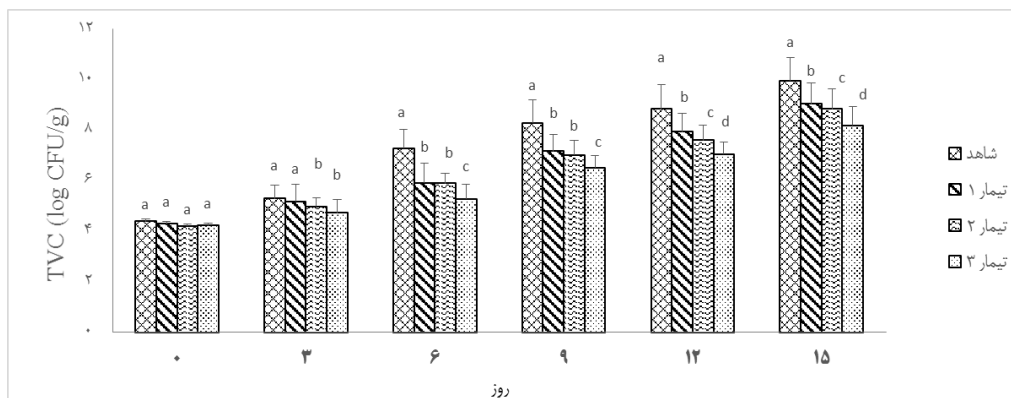 TVC (log CFU/g)
۱۲
۱۰
۸
۶
۴
۲
۰
a a a a
a a b b
a b b c
a b b c
a b c d
a b c d
۰ ۳ ۶ ۹ ۱۲ ۱۵
روز
شاهد
تیمار ۱
تیمار ۲
تیمار ۳